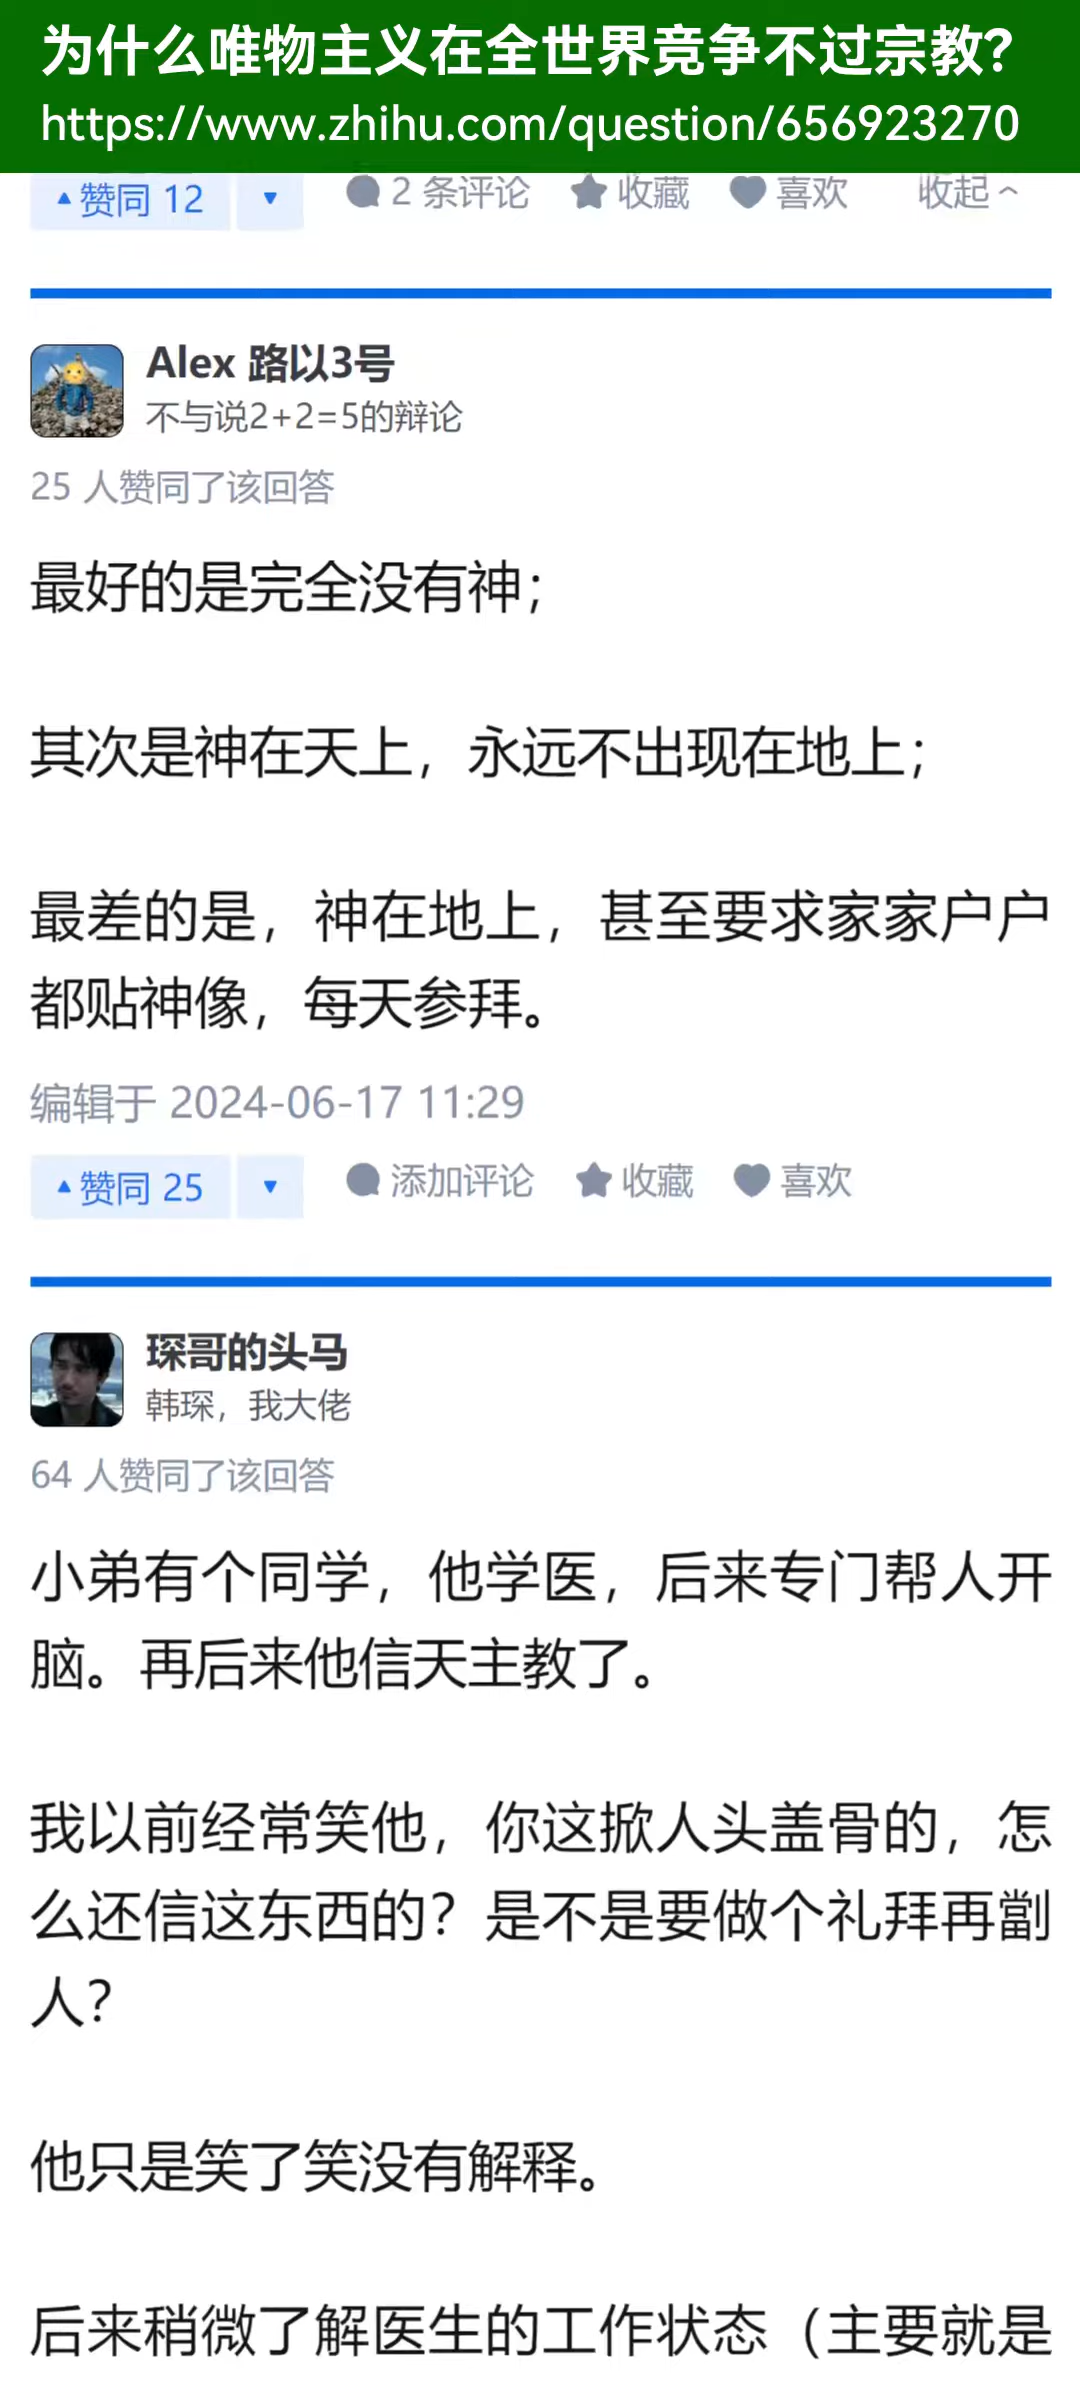 为什么唯物主义在全世界竞争不过宗教?
https://www.zhihu.com/question/656923270
赞同 12 2 条评论 收藏 喜欢 收起
Alex 路以3号
不与说2+2=5的辩论
25 人赞同了该回答
最好的是完全没有神;
其次是神在天上，永远不出现在地上;
最差的是，神在地上，甚至要求家家户户
都贴神像，每天参拜。
编辑于 2024-06-17 11:29
赞同 25 添加评论 收藏 喜欢
琛哥的头马
韩琛，我大佬
64 人赞同了该回答
小弟有个同学，他学医，后来专门帮人开
脑。再后来他信天主教了。
我以前经常笑他，你这掀人头盖骨的，怎
么还信这东西的？是不是要做个礼拜再劏
人？
他只是笑了笑没有解释。
后来稍微了解医生的工作状态（主要就是